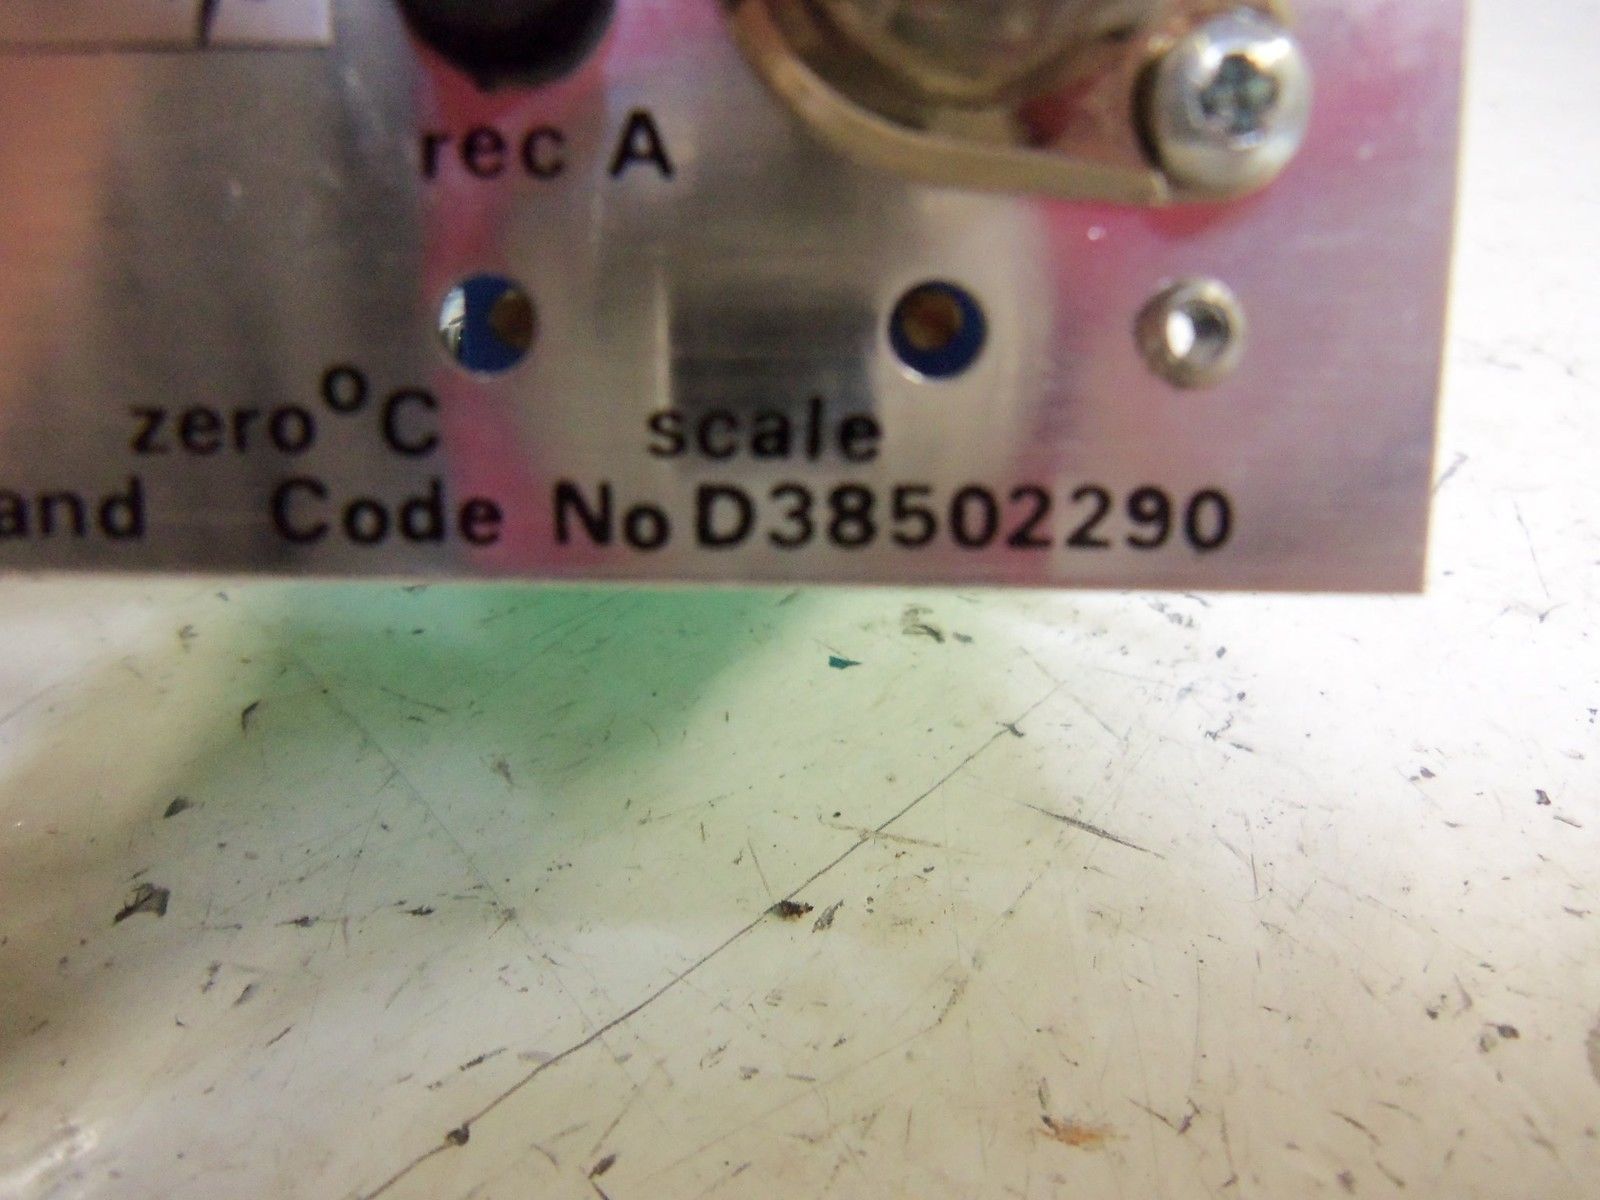 rec A
zero°C scale
and Code No D38502290